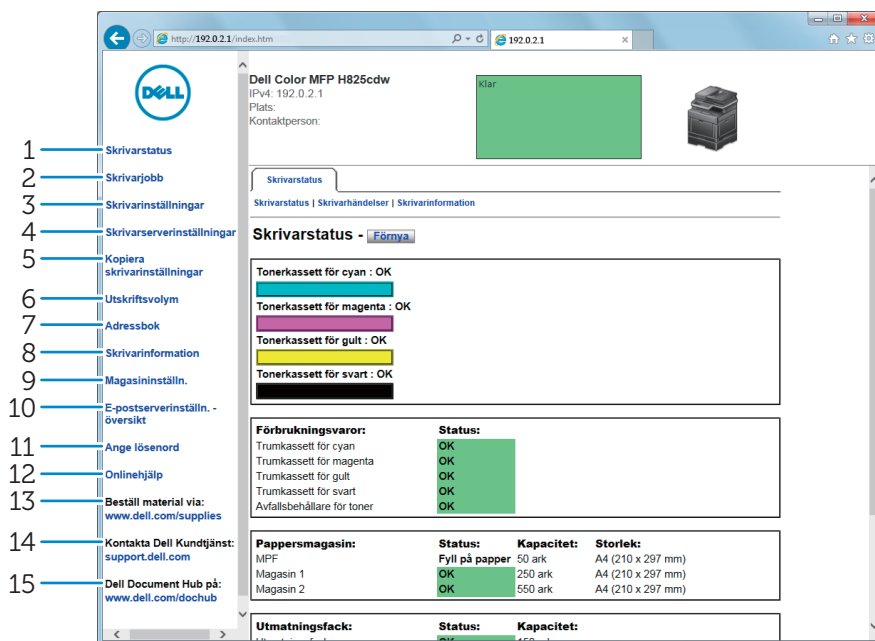 http://192.0.2.1/index.htm
192.0.2.1
DELL
Dell Color MFP H825cdw
IPv4: 192.0.2.1
Plats:
Kontaktperson:
Klar
1 Skrivarstatus
2 Skrivarjobb
3 Skrivarinställningar
4 Skrivarserverinställningar
5 Kopiera
skrivarinställningar
6 Utskriftsvolym
7 Adressbok
8 Skrivarinformation
9 Magasininställn.
10 E-postserverinställn. -
översikt
11 Ange lösenord
12 Onlinehjälp
13 Beställ material via:
www.dell.com/supplies
14 Kontakta Dell Kundtjänst:
support.dell.com
15 Dell Document Hub på:
www.dell.com/dochub
Skrivarstatus
Skrivarstatus | Skrivarhändelser | Skrivarinformation
Skrivarstatus - Förnya
Tonerkassett för cyan : OK
Tonerkassett för magenta : OK
Tonerkassett för gult : OK
Tonerkassett för svart : OK
Förbrukningsvaror: Status:
Trumkassett för cyan OK
Trumkassett för magenta OK
Trumkassett för gult OK
Trumkassett för svart OK
Avfallsbehållare för toner OK
Pappersmagasin: Status: Kapacitet: Storlek:
MPF Fyll på papper 50 ark A4 (210 x 297 mm)
Magasin 1 OK 250 ark A4 (210 x 297 mm)
Magasin 2 OK 550 ark A4 (210 x 297 mm)
Utmatningsfack: Status: Kapacitet: